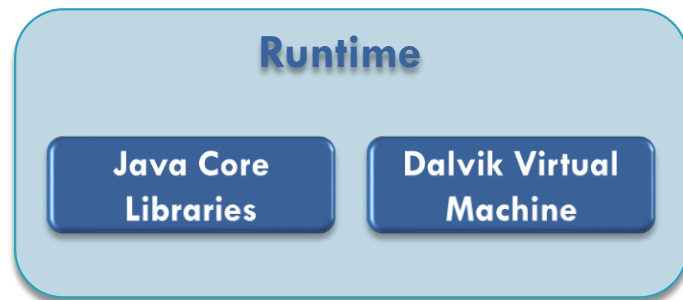 Runtime
Java Core
Libraries
Dalvik Virtual
Machine